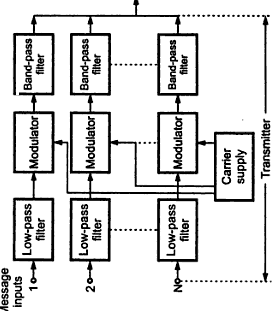 Band-pass
filter
Band-pass
filter
Band-pass
filter
Modulator
Modulator
Modulator
Carrier
supply
Transmitter
Low-pass
filter
Low-pass
filter
Low-pass
filter
Message
inputs
1
2
N